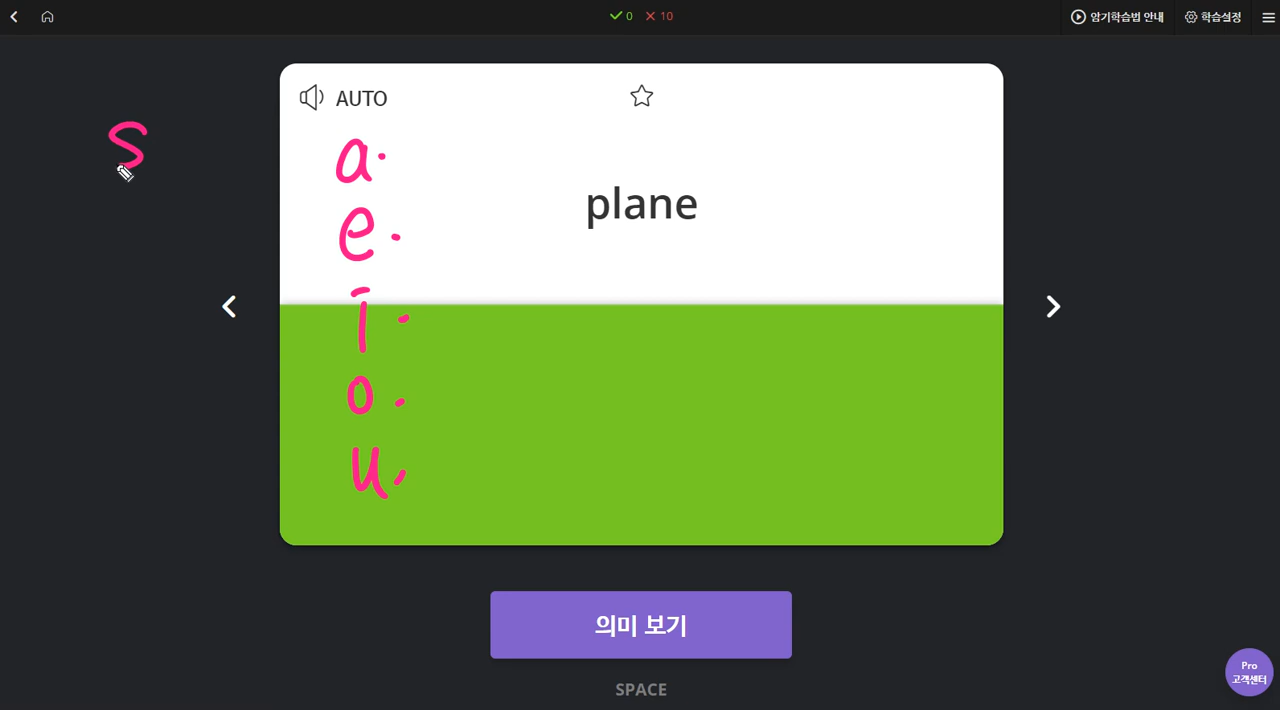 0 10 암기학습법 안내 학습설정
AUTO
s
a.
plane
e.
i.
o.
u.
의미 보기
SPACE
Pro
고객센터